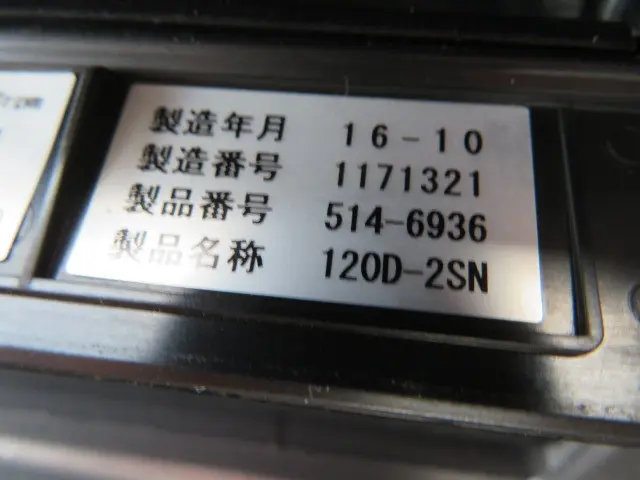 製造年月 16-10
製造番号 1171321
製品番号 514-6936
製品名称 120D-2SN